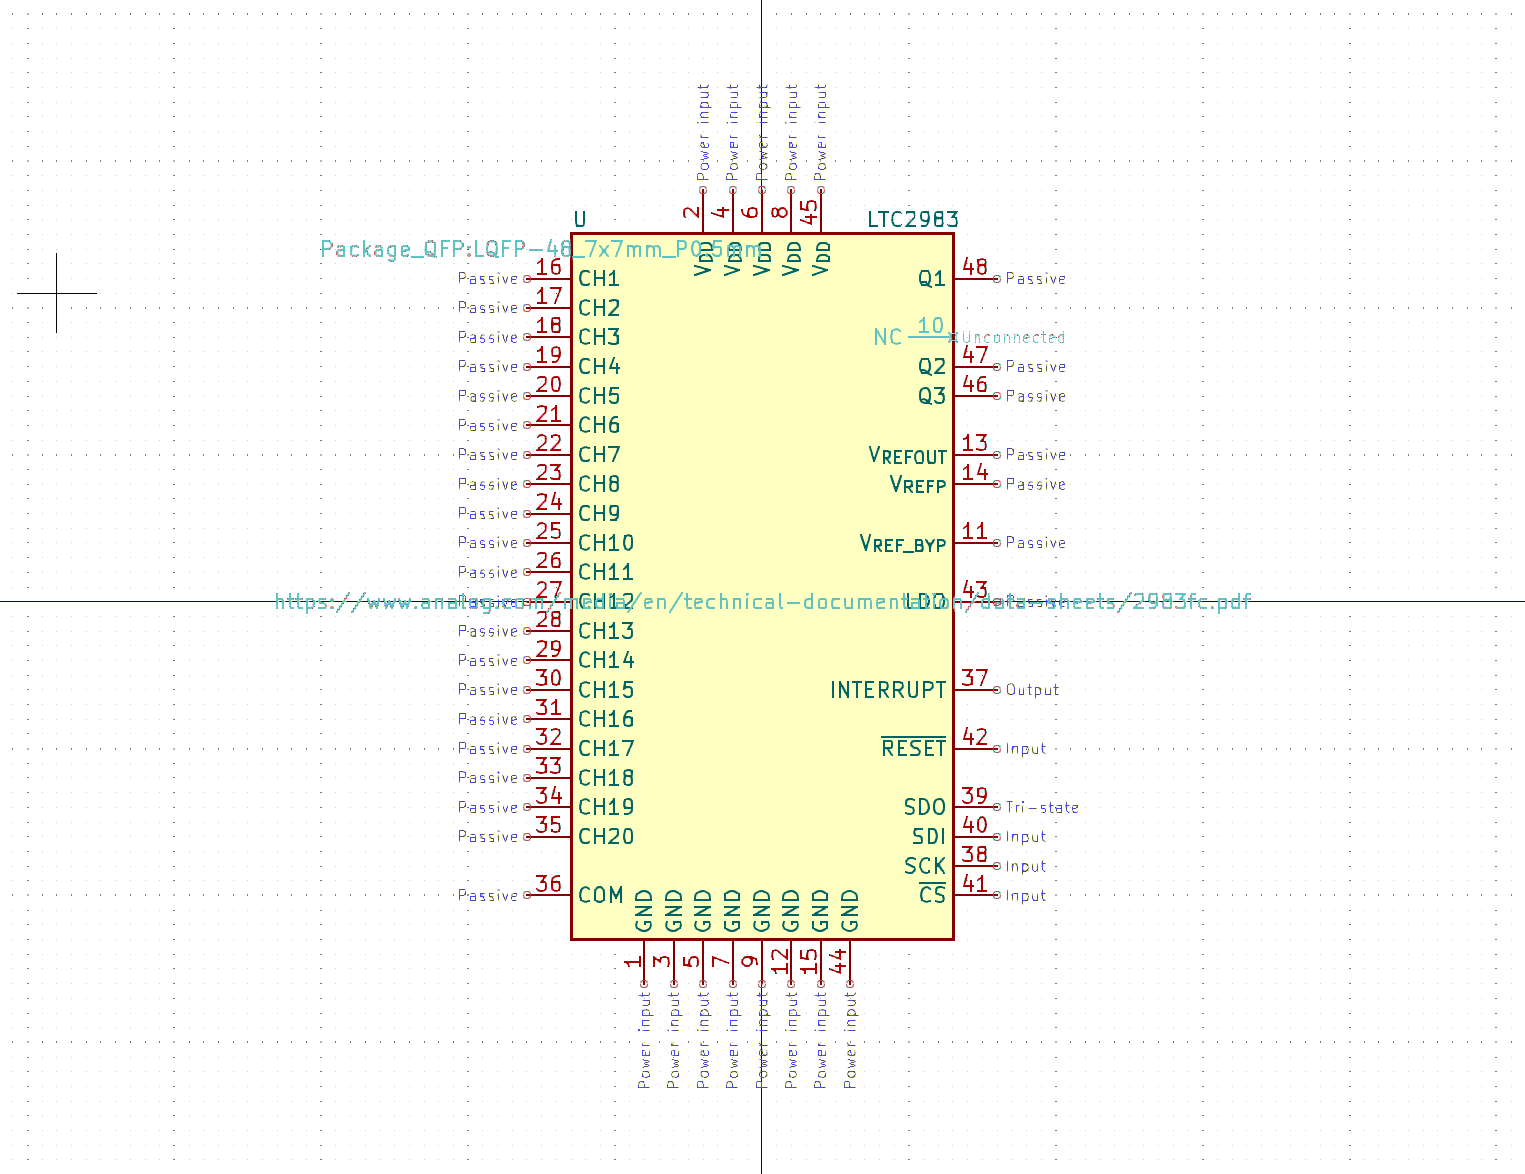 Power input Power input Power input Power input Power input
2 4 6 8 45
U LTC2983
Package_QFP:LQFP-48_7x7mm_P0.5mm
VDD VDD VDD VDD VDD
Passive 16 CH1 Q1 48 Passive
Passive 17 CH2
Passive 18 CH3 NC 10 Unconnected
Passive 19 CH4 Q2 47 Passive
Passive 20 CH5 Q3 46 Passive
Passive 21 CH6
Passive 22 CH7 VREFOUT 13 Passive
Passive 23 CH8 VREFP 14 Passive
Passive 24 CH9
Passive 25 CH10 VREF_BYP 11 Passive
Passive 26 CH11
Passive 27 CH12 LDO 43 Passive
https://www.analog.com/media/en/technical-documentation/data-sheets/2983fc.pdf
Passive 28 CH13
Passive 29 CH14
Passive 30 CH15 INTERRUPT 37 Output
Passive 31 CH16
Passive 32 CH17 RESET 42 Input
Passive 33 CH18
Passive 34 CH19 SDO 39 Tri-state
Passive 35 CH20 SDI 40 Input
SCK 38 Input
Passive 36 COM CS 41 Input
GND GND GND GND GND GND GND GND
1 3 5 7 9 12 15 44
Power input Power input Power input Power input Power input Power input Power input Power input